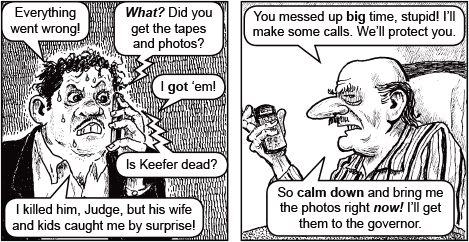 Everything
went wrong!
What? Did you
get the tapes
and photos?
I got ‘em!
Is Keefer dead?
I killed him, Judge, but his wife
and kids caught me by surprise!
You messed up big time, stupid! I’ll
make some calls. We’ll protect you.
So calm down and bring me
the photos right now! I’ll get
them to the governor.